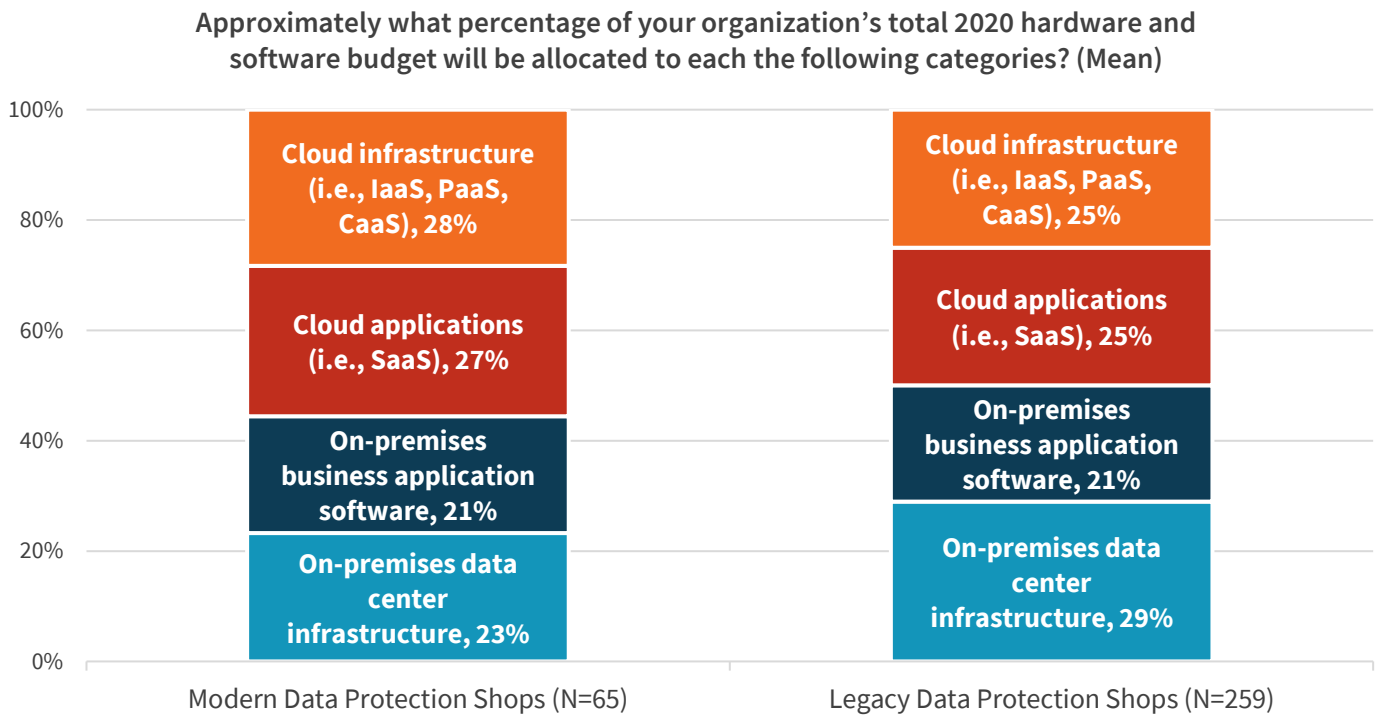 Approximately what percentage of your organization’s total 2020 hardware and
software budget will be allocated to each the following categories? (Mean)
100%
80%
60%
40%
20%
0%
Cloud infrastructure
(i.e., IaaS, PaaS,
CaaS), 28%
Cloud applications
(i.e., SaaS), 27%
On-premises
business application
software, 21%
On-premises data
center
infrastructure, 23%
Cloud infrastructure
(i.e., IaaS, PaaS,
CaaS), 25%
Cloud applications
(i.e., SaaS), 25%
On-premises
business application
software, 21%
On-premises data
center
infrastructure, 29%
Modern Data Protection Shops (N=65)
Legacy Data Protection Shops (N=259)